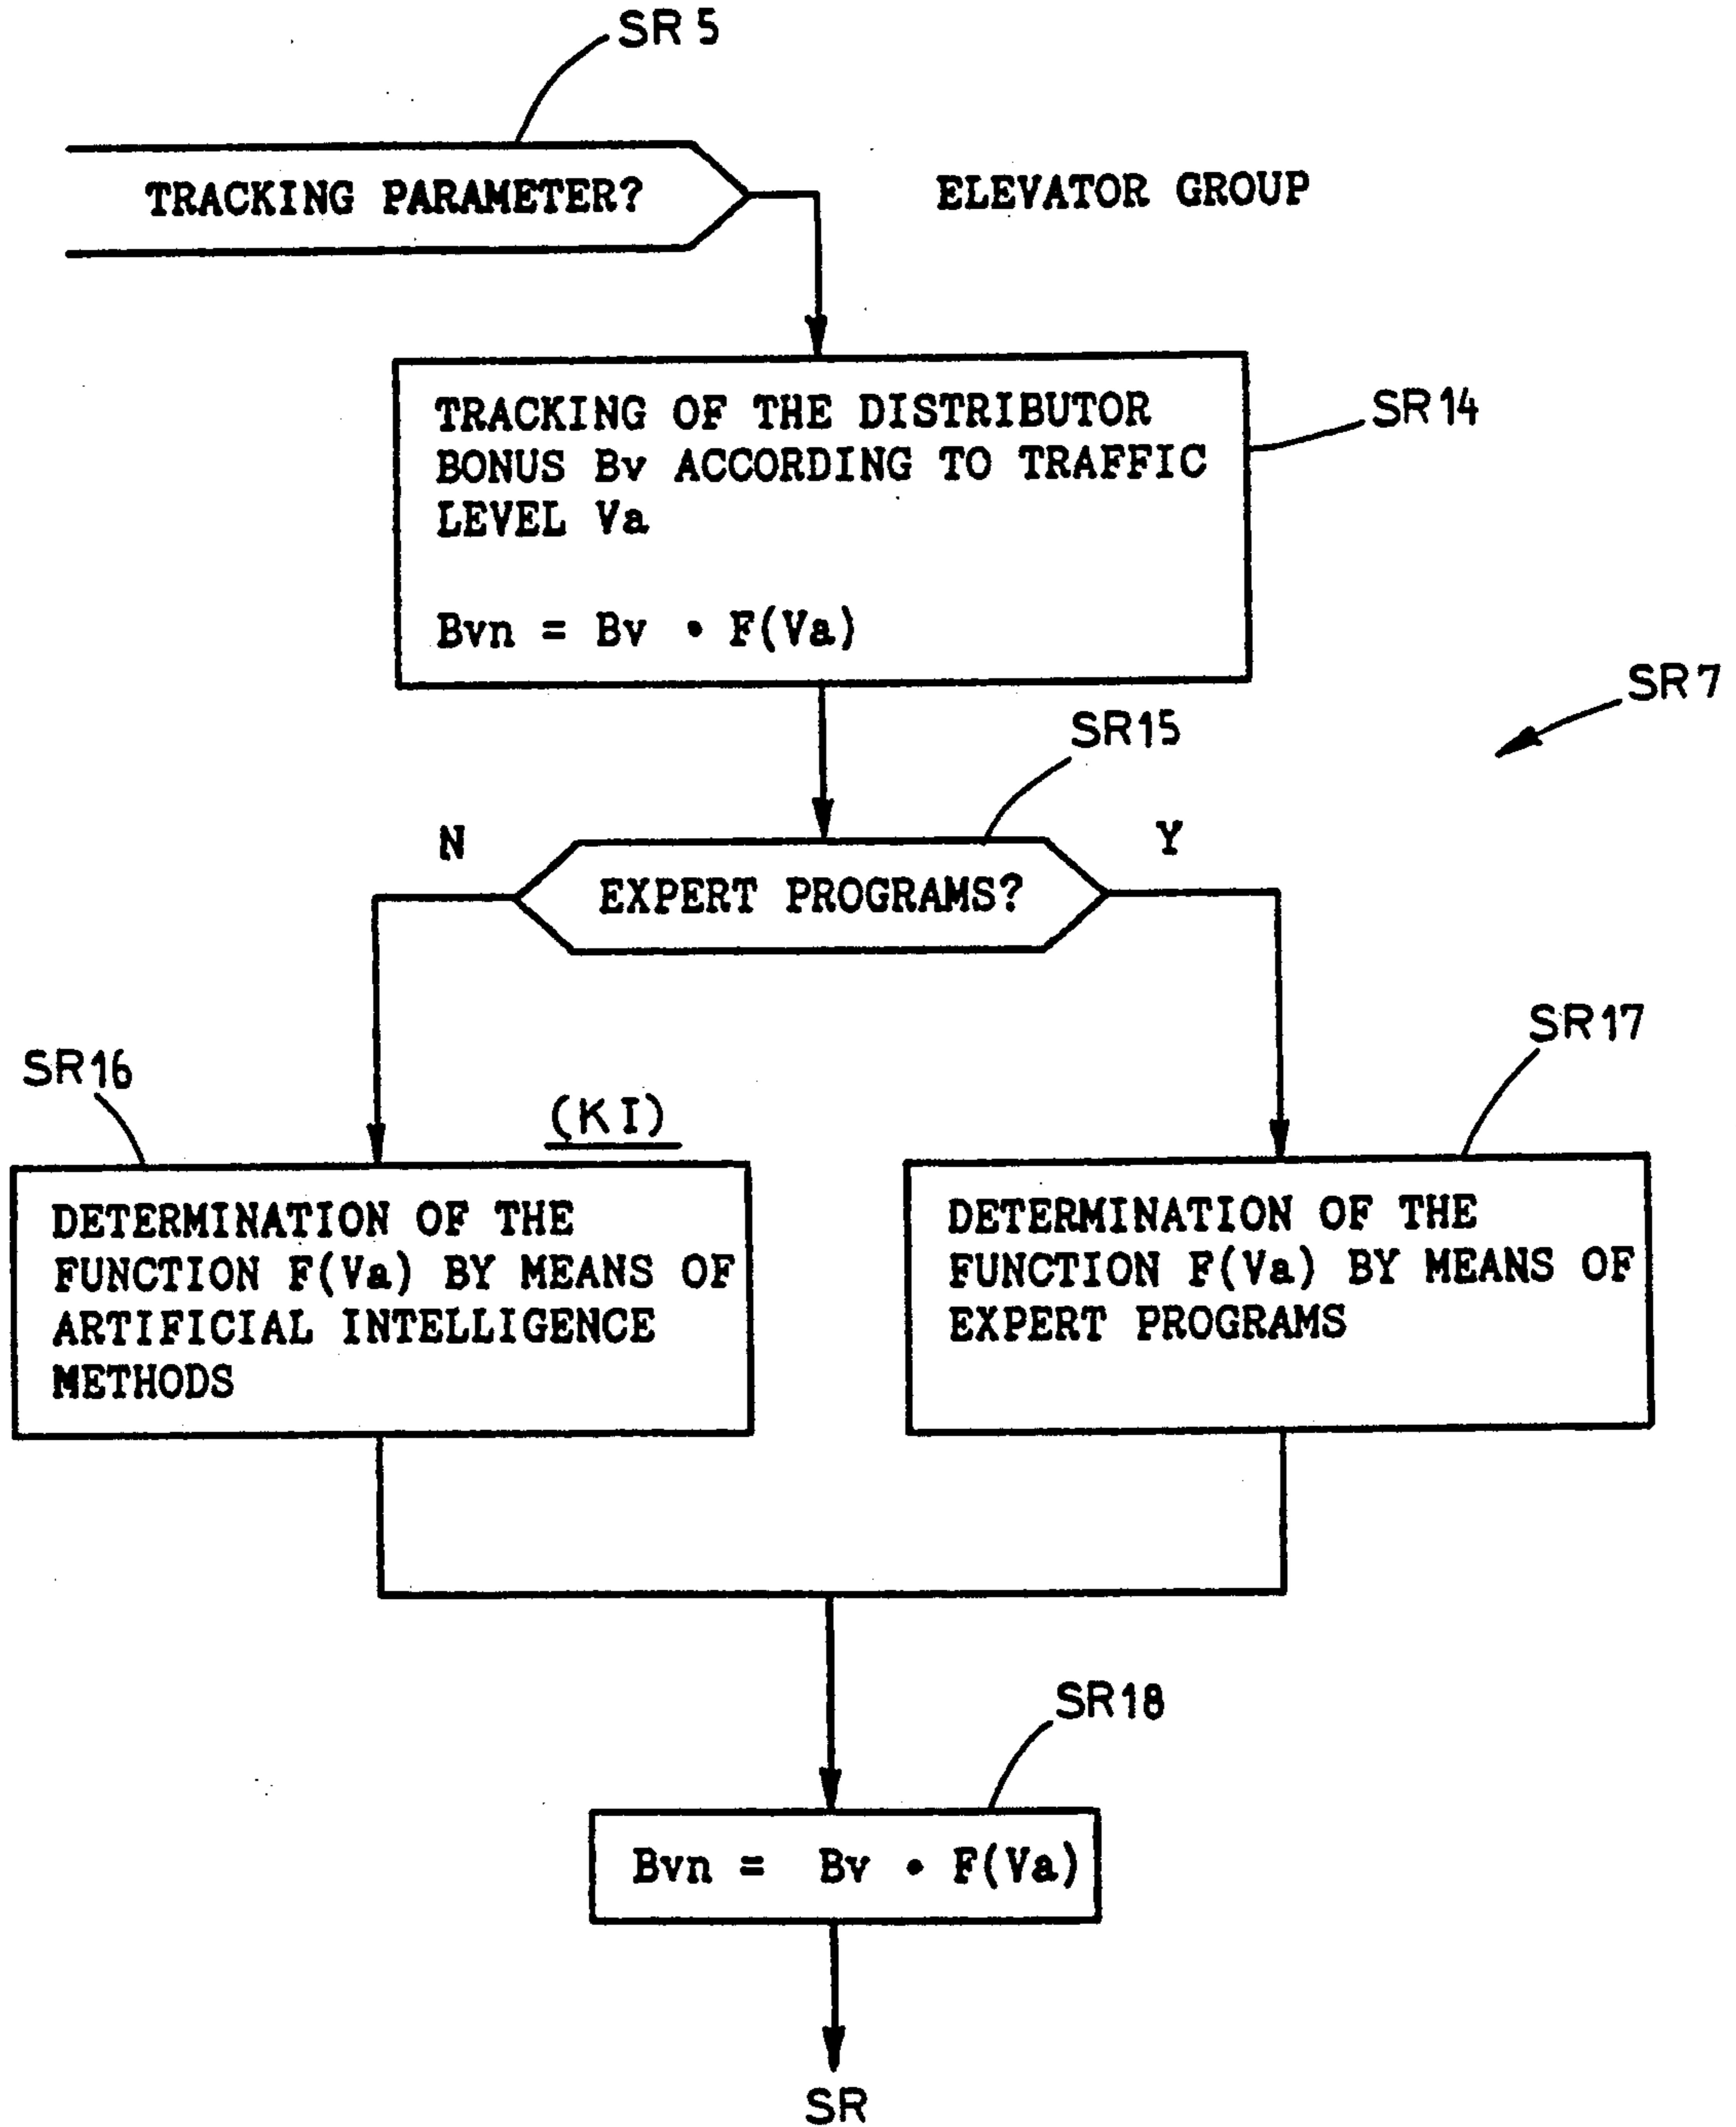 SR5
TRACKING PARAMETER?
ELEVATOR GROUP
TRACKING OF THE DISTRIBUTOR
BONUS Bv ACCORDING TO TRAFFIC
LEVEL Va
Bvn = Bv • F(Va)
SR14
SR7
SR15
N
Y
EXPERT PROGRAMS?
SR16
(KI)
SR17
DETERMINATION OF THE
FUNCTION F(Va) BY MEANS OF
ARTIFICIAL INTELLIGENCE
METHODS
DETERMINATION OF THE
FUNCTION F(Va) BY MEANS OF
EXPERT PROGRAMS
SR18
Bvn = Bv • F(Va)
SR